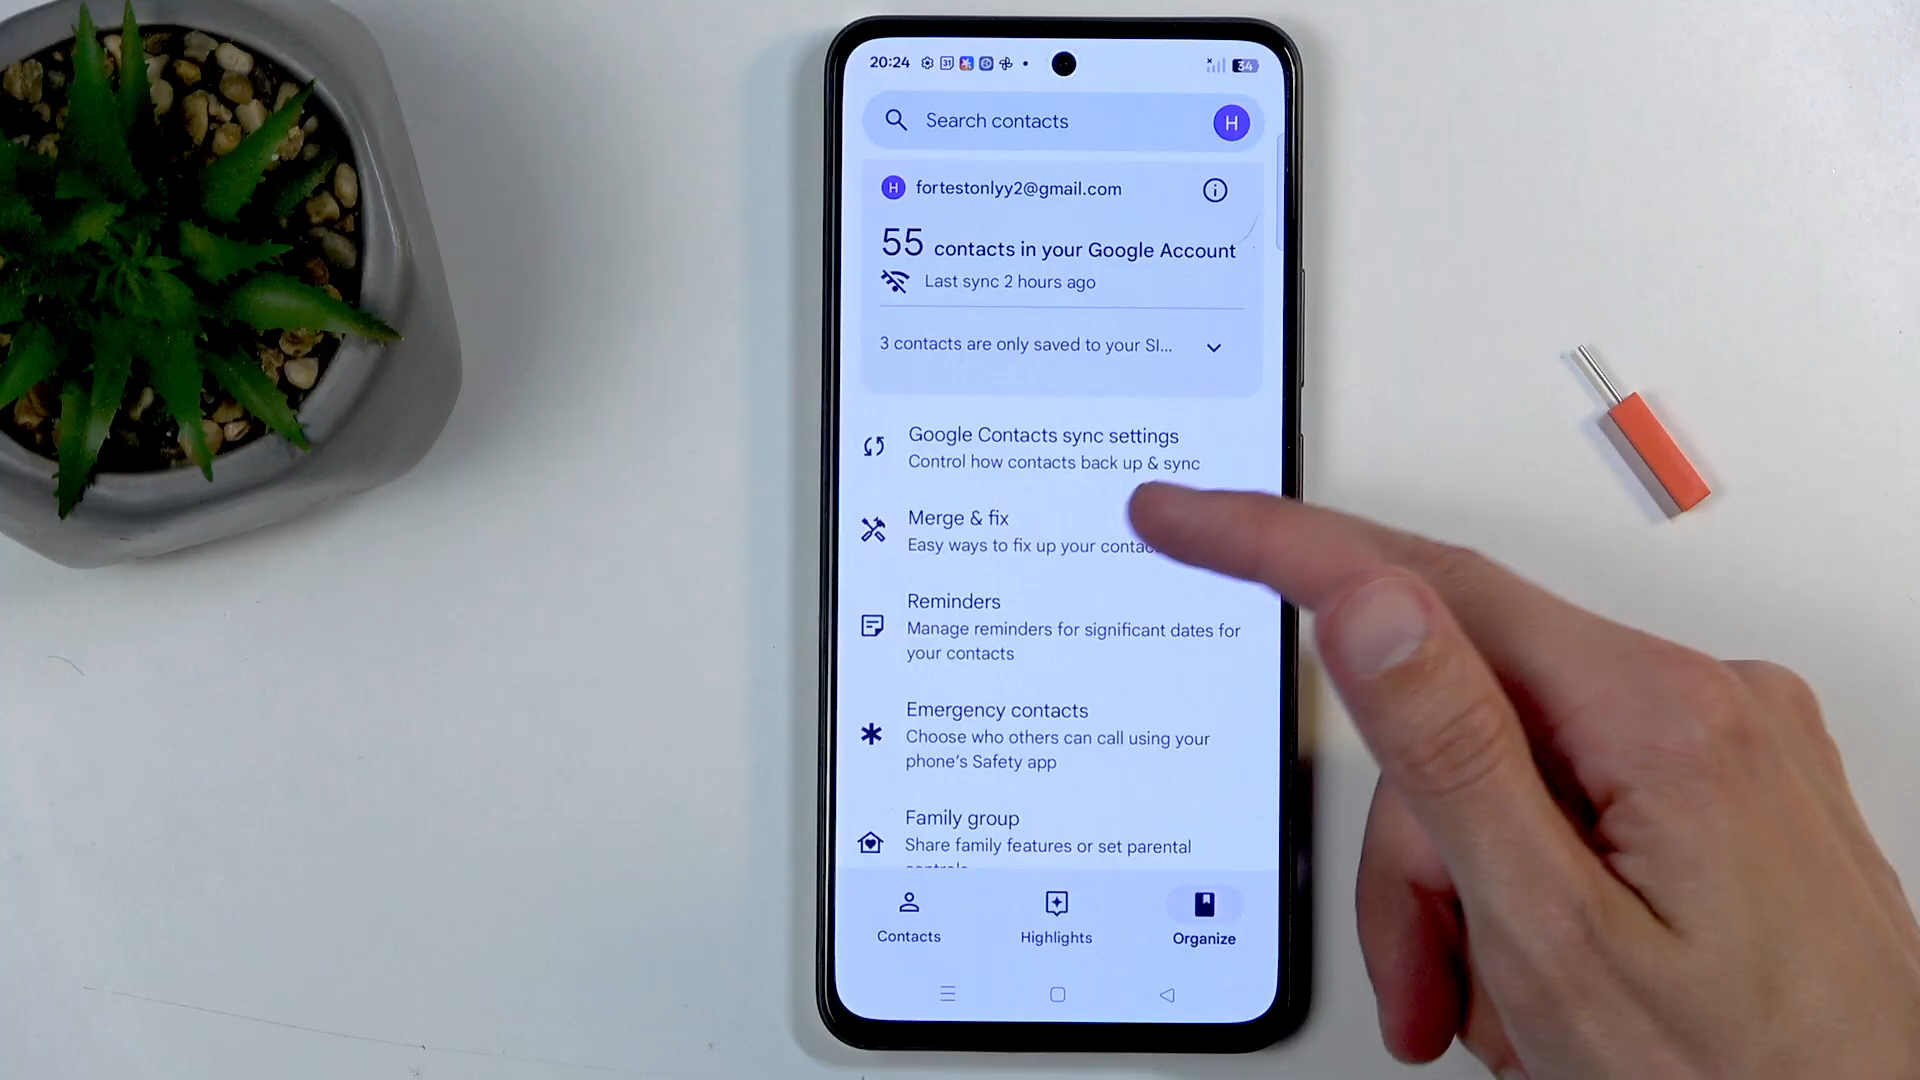 20:24
31
34
Search contacts
H
H
fortestonlyy2@gmail.com
55 contacts in your Google Account
Last sync 2 hours ago
3 contacts are only saved to your SI...
Google Contacts sync settings
Control how contacts back up & sync
Merge & fix
Easy ways to fix up your
Reminders
Manage reminders for significant dates for
your contacts
Emergency contacts
Choose who others can call using your
phone's Safety app
Family group
Share family features or set parental
Contacts
Highlights
Organize